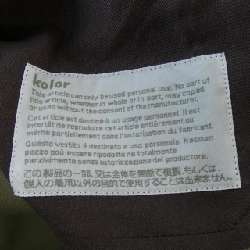 kolor
This article can only be used personal use. No part of
this article, whether in whole or in part, may copied
or used without the consent of the manufacturer.
Cet article est destiné à un usage personnel. Il est
interdit de reproduire cet article entièrement ou
même partiellement sans l'autorisation du fabricant.
Questo vestito è destinato a uso personale. Nessun
pezzo può essere riprodotto ne totalmente ne
parzialmente senza autorizzazione del produttore.
この製品の一部、又は全体を無断で複製、もしくは
個人の着用以外の目的で使用することは出来ません。